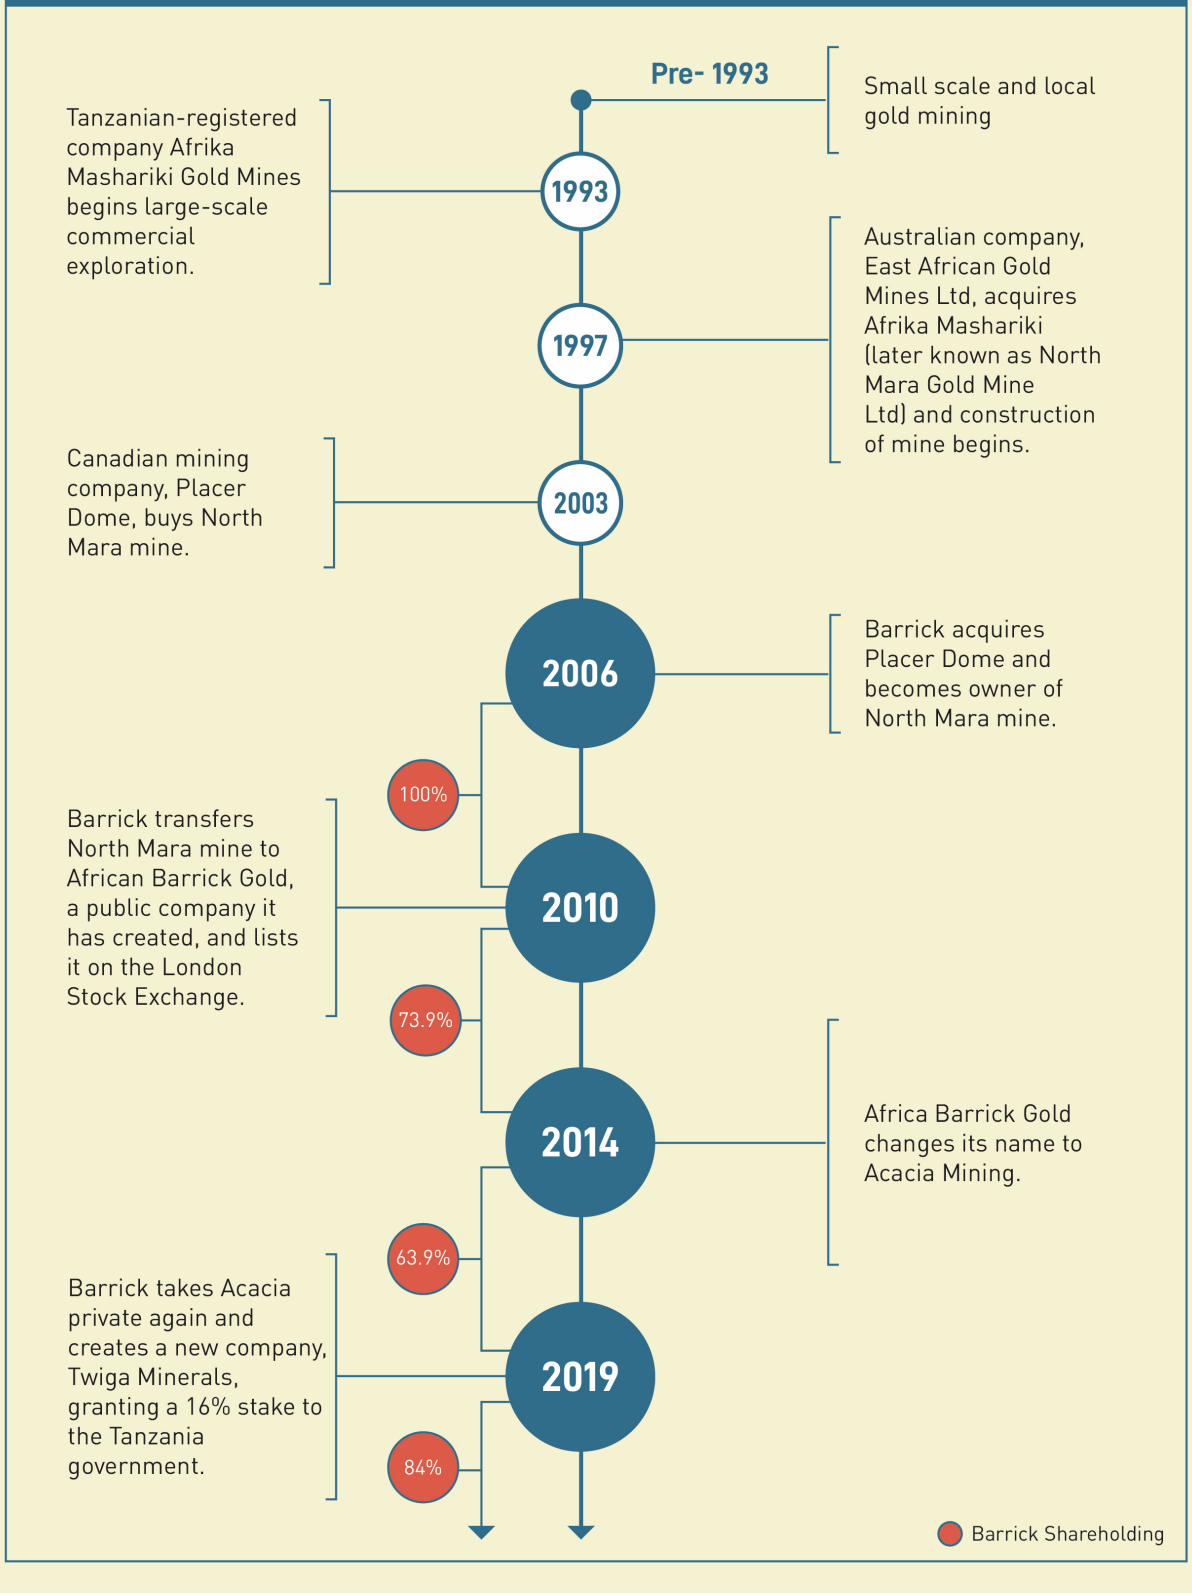 Pre- 1993
Small scale and local
gold mining
Tanzanian-registered
company Afrika
Mashariki Gold Mines
begins large-scale
commercial
exploration.
1993
Australian company,
East African Gold
Mines Ltd, acquires
Afrika Mashariki
(later known as North
Mara Gold Mine
Ltd) and construction
of mine begins.
1997
Canadian mining
company, Placer
Dome, buys North
Mara mine.
2003
2006
Barrick acquires
Placer Dome and
becomes owner of
North Mara mine.
100%
Barrick transfers
North Mara mine to
African Barrick Gold,
a public company it
has created, and lists
it on the London
Stock Exchange.
2010
73.9%
2014
Africa Barrick Gold
changes its name to
Acacia Mining.
63.9%
Barrick takes Acacia
private again and
creates a new company,
Twiga Minerals,
granting a 16% stake to
the Tanzania
government.
2019
84%
Barrick Shareholding